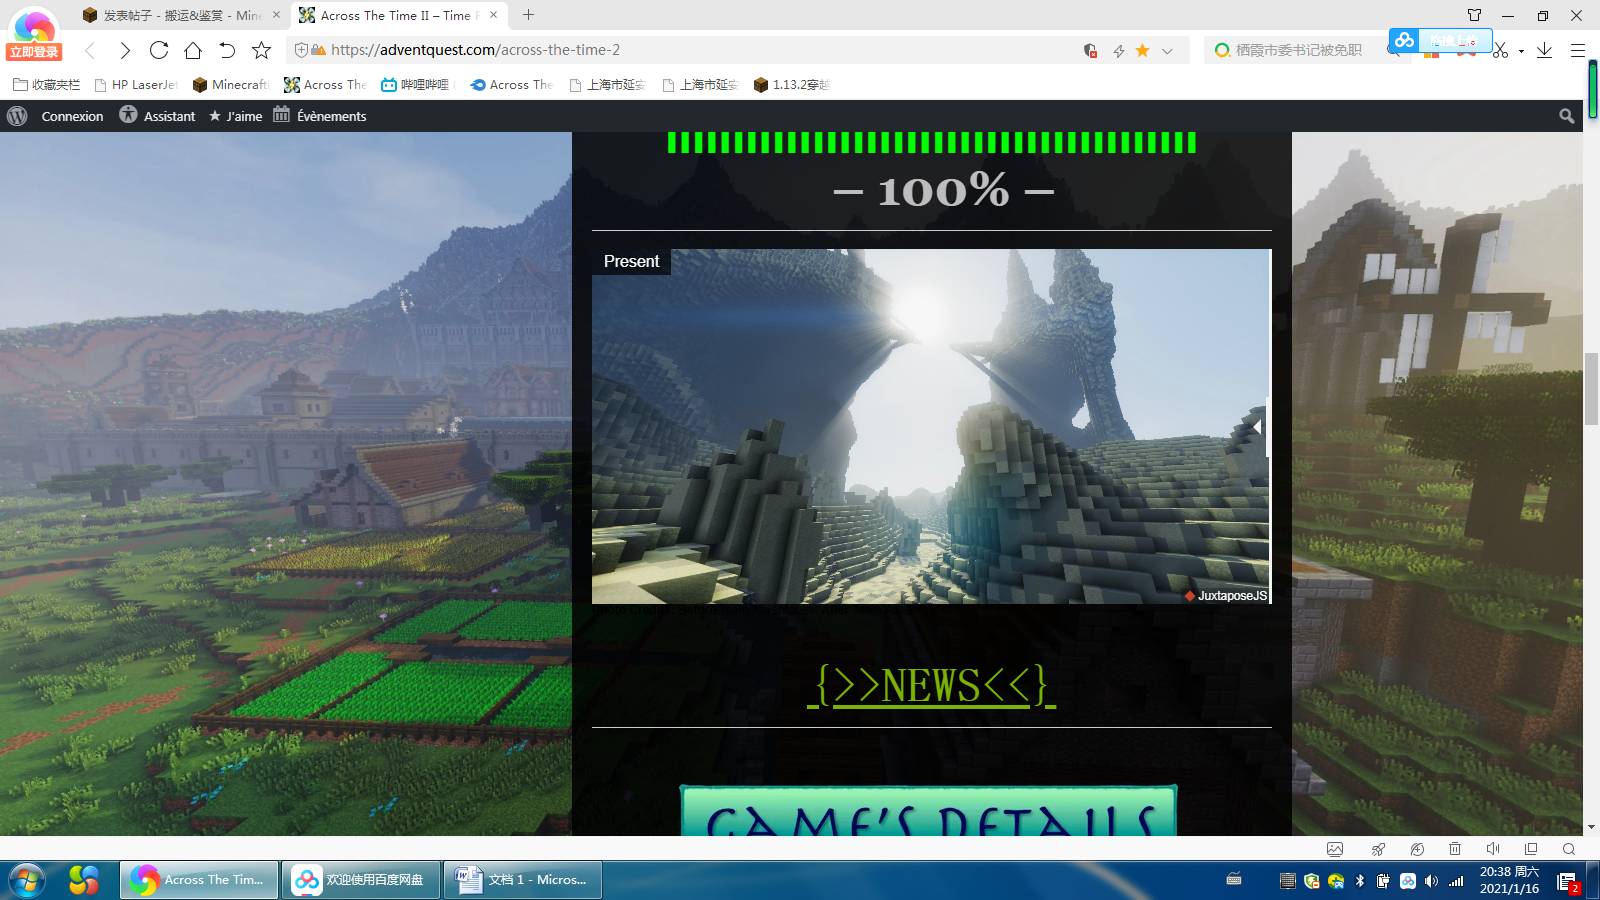 发表帖子 - 搬运&鉴赏 - Mine
Across The Time II – Time F
立即登录
https://adventquest.com/across-the-time-2
栖霞市委书记被免职
收藏夹栏
HP LaserJet
Minecraft
Across The
哔哩哔哩 (
Across The
上海市延安
上海市延安
1.13.2穿越
Connexion
Assistant
J'aime
Évènements
– 100% –
Present
JuxtaposeJS
{>>NEWS<<}
GAME'S DETAILS
Across The Tim...
欢迎使用百度网盘
文档 1 - Micros...
20:38 周六
2021/1/16
2